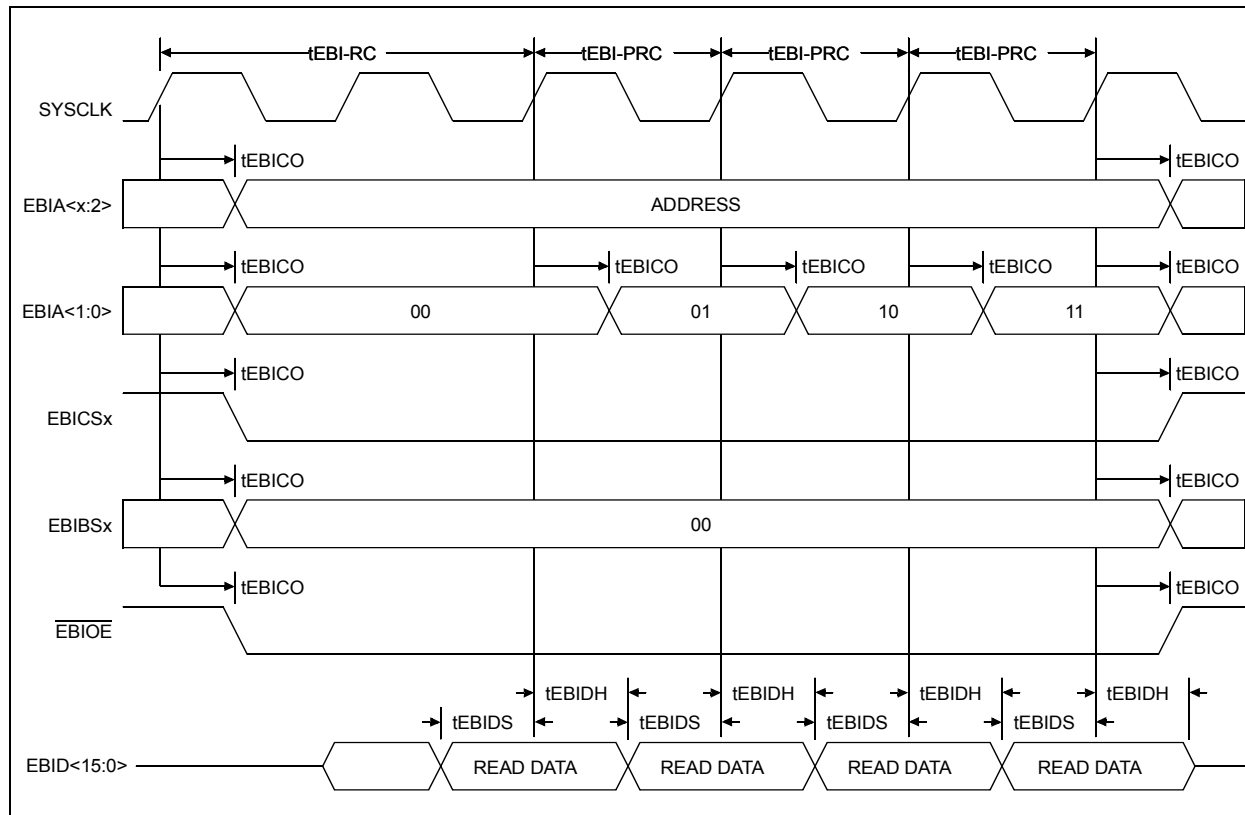 tEBI-RC tEBI-PRC tEBI-PRC tEBI-PRC
SYSCLK
tEBICO tEBICO
EBIA<x:2> ADDRESS
tEBICO tEBICO tEBICO tEBICO tEBICO
EBIA<1:0> 00 01 10 11
tEBICO tEBICO
EBICSx
tEBICO tEBICO
EBIBSx 00
tEBICO tEBICO
EBIOE
tEBIDH tEBIDH tEBIDH tEBIDH
tEBIDS tEBIDS tEBIDS tEBIDS
EBID<15:0> READ DATA READ DATA READ DATA READ DATA